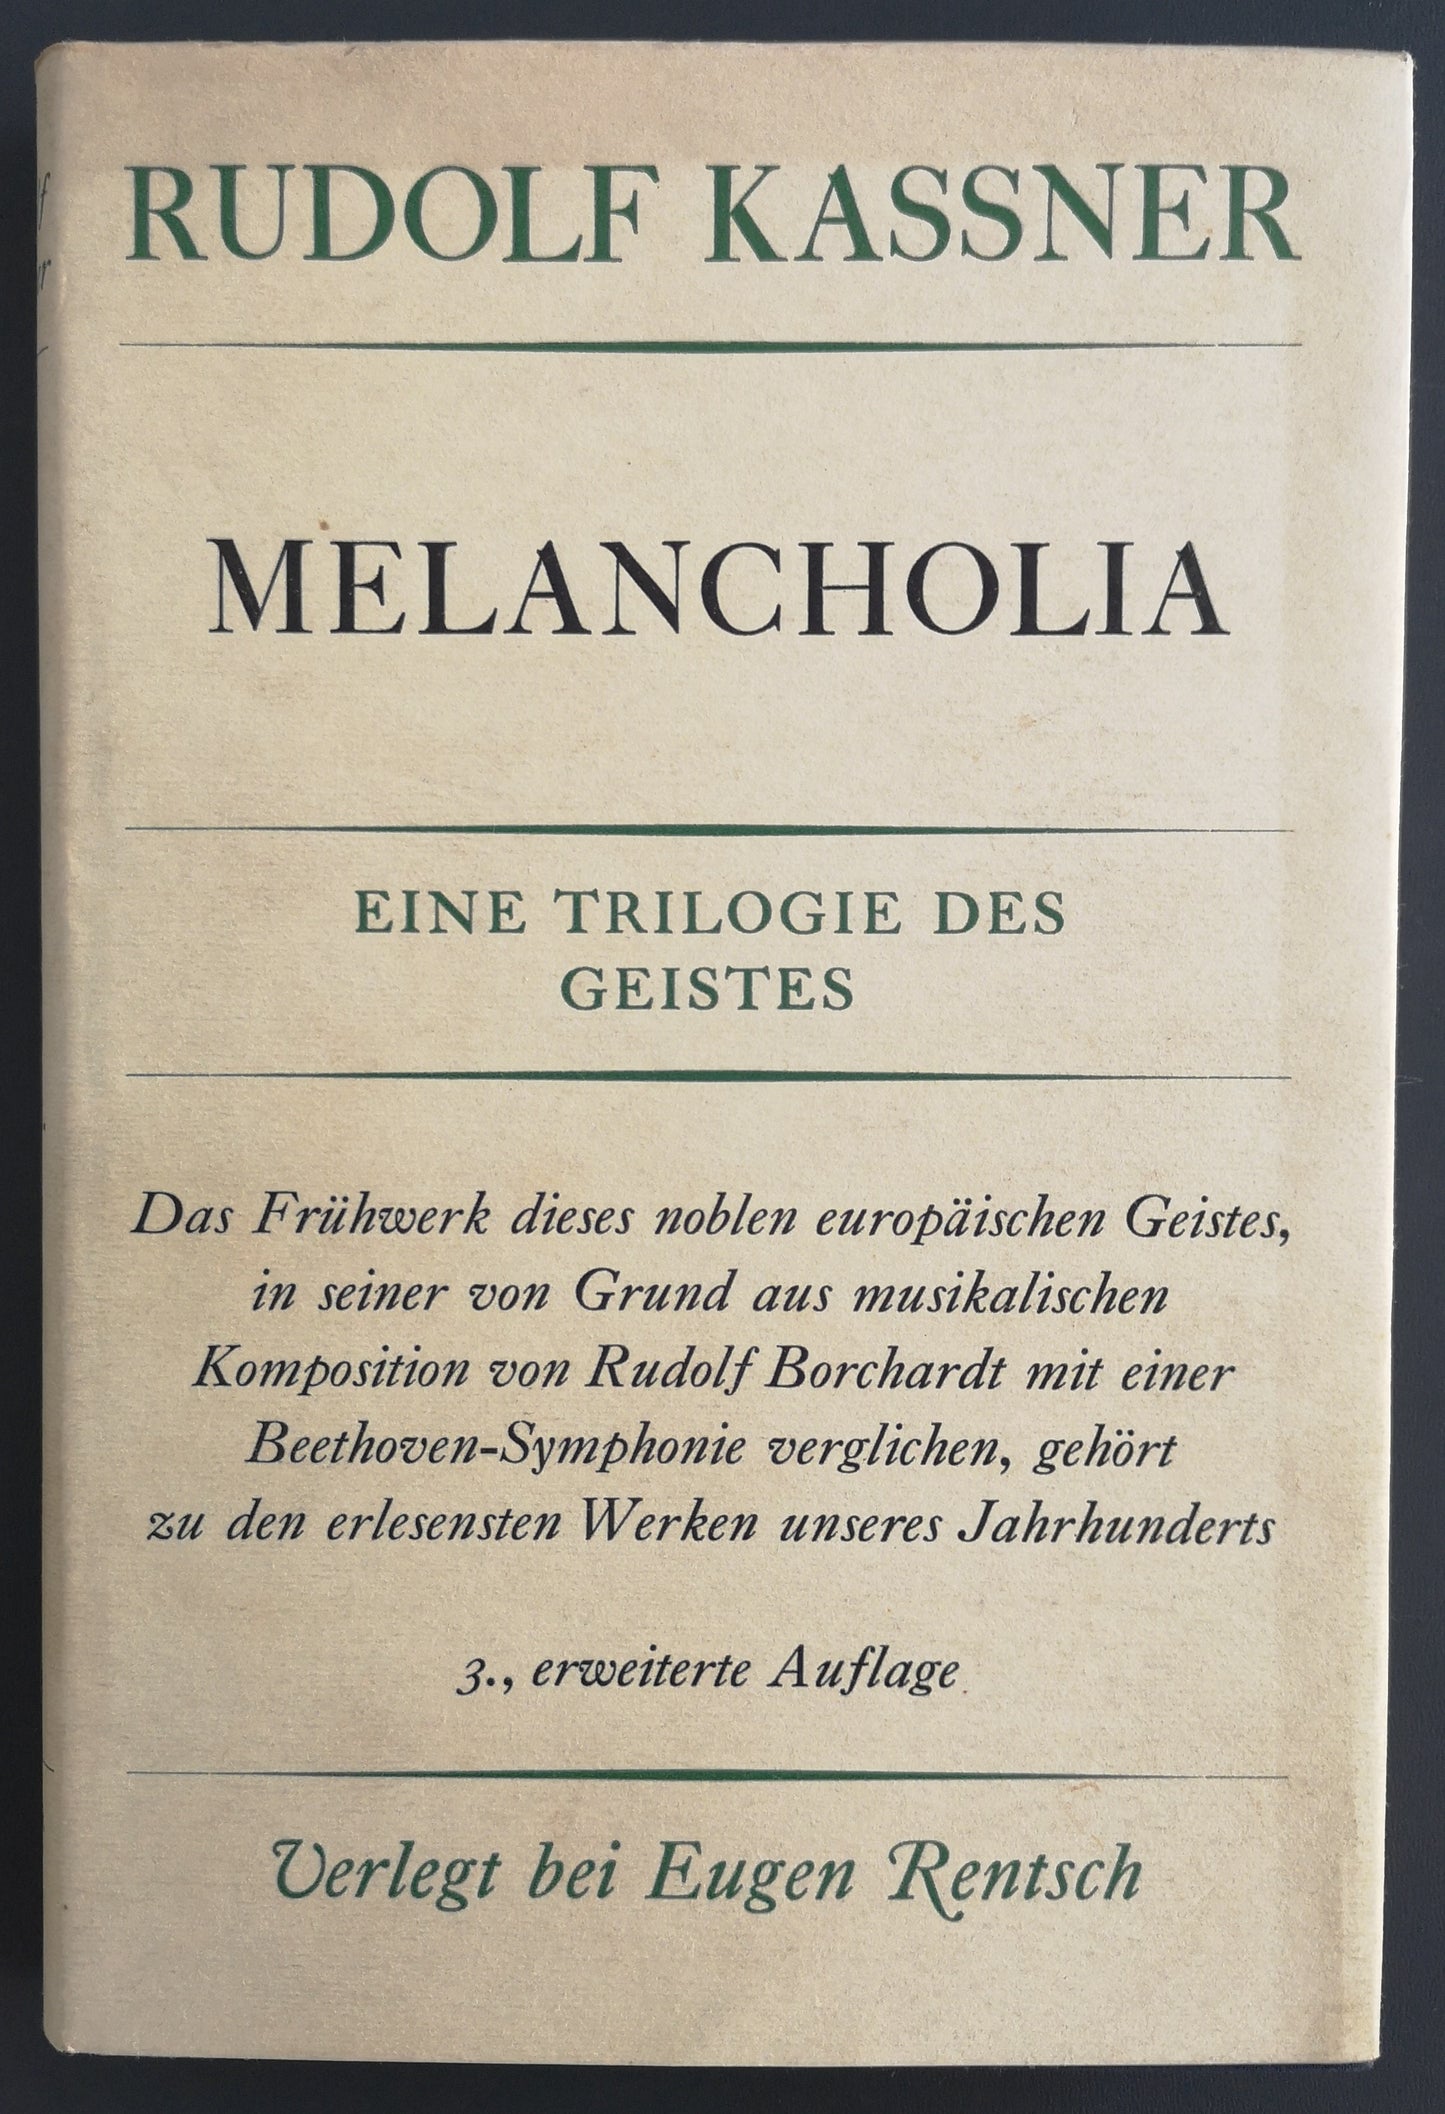 RUDOLF KASSNER
MELANCHOLIA
EINE TRILOGIE DES
GEISTES
Das Frühwerk dieses noblen europäischen Geistes,
in seiner von Grund aus musikalischen
Komposition von Rudolf Borchardt mit einer
Beethoven-Symphonie verglichen, gehört
zu den erlesensten Werken unseres Jahrhunderts
3., erweiterte Auflage
Verlegt bei Eugen Rentsch